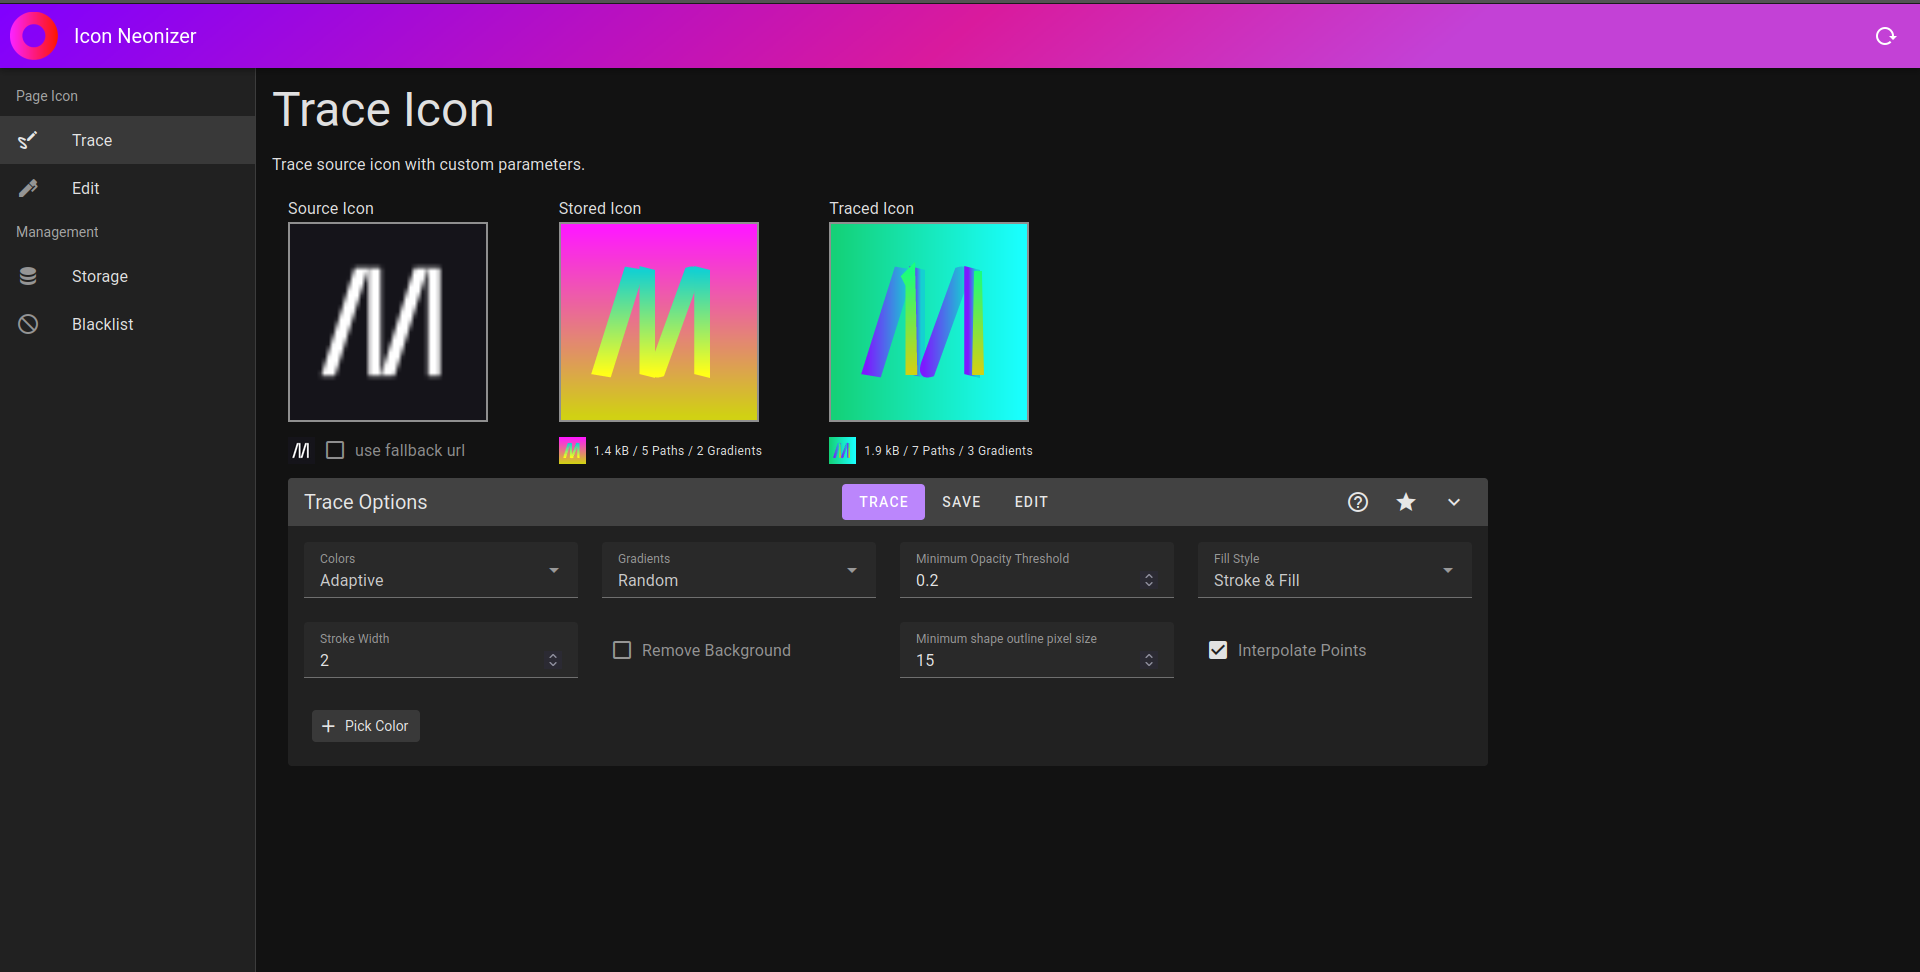 Icon Neonizer
Page Icon
Trace
Edit
Management
Storage
Blacklist
Trace Icon
Trace source icon with custom parameters.
Source Icon
Stored Icon
Traced Icon
use fallback url
1.4 kB / 5 Paths / 2 Gradients
1.9 kB / 7 Paths / 3 Gradients
Trace Options
TRACE
SAVE
EDIT
Colors
Adaptive
Gradients
Random
Minimum Opacity Threshold
0.2
Fill Style
Stroke & Fill
Stroke Width
2
Remove Background
Minimum shape outline pixel size
15
Interpolate Points
Pick Color